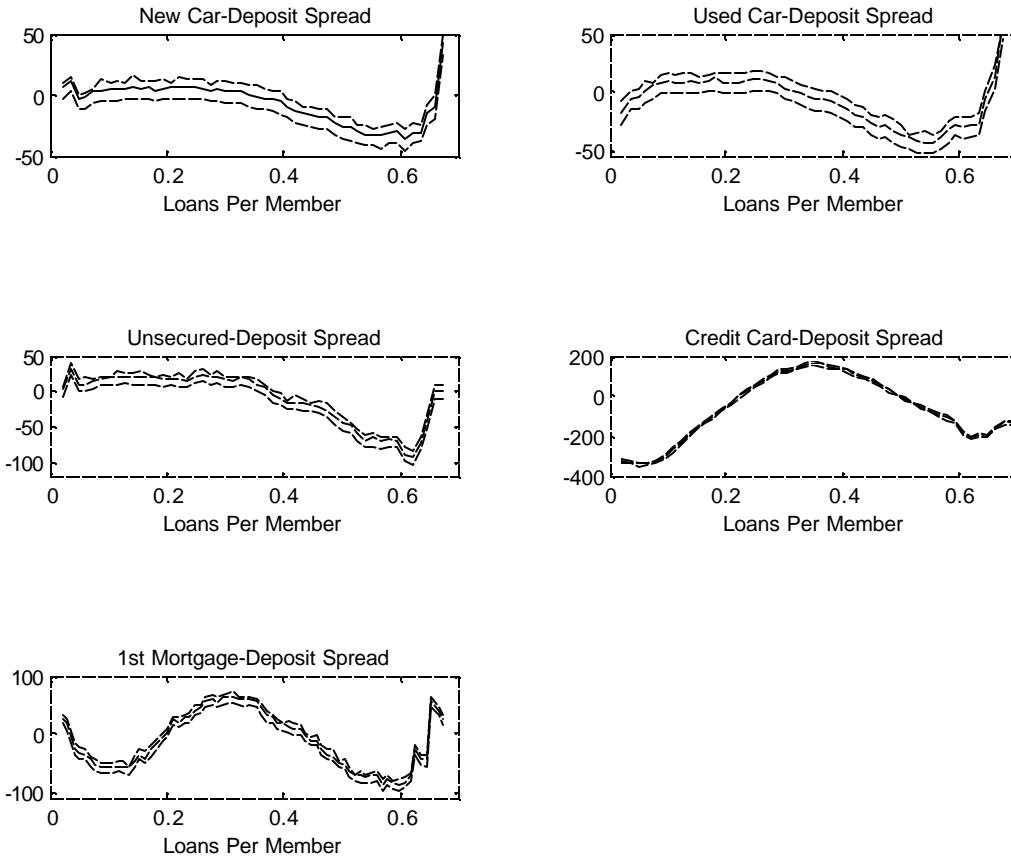 New Car-Deposit Spread
50
0
-50
0 0.2 0.4 0.6
Loans Per Member
Used Car-Deposit Spread
50
0
-50
0 0.2 0.4 0.6
Loans Per Member
Unsecured-Deposit Spread
50
0
-50
-100
0 0.2 0.4 0.6
Loans Per Member
Credit Card-Deposit Spread
200
0
-200
-400
0 0.2 0.4 0.6
Loans Per Member
1st Mortgage-Deposit Spread
100
0
-100
0 0.2 0.4 0.6
Loans Per Member